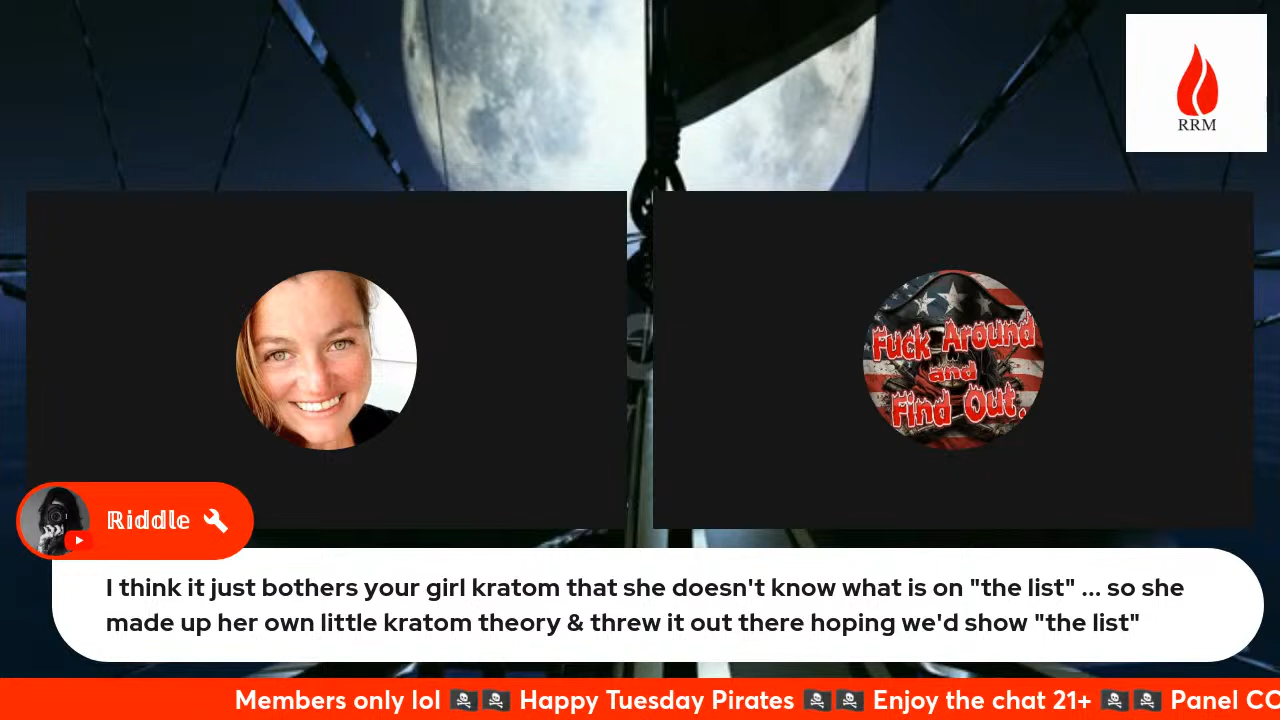 RRM
Fuck Around
and
Find Out.
ℝiddle
I think it just bothers your girl kratom that she doesn't know what is on "the list" ... so she
made up her own little kratom theory & threw it out there hoping we'd show "the list"
Members only lol 🏴‍☠️🏴‍☠️ Happy Tuesday Pirates 🏴‍☠️🏴‍☠️ Enjoy the chat 21+ 🏴‍☠️🏴‍☠️ Panel